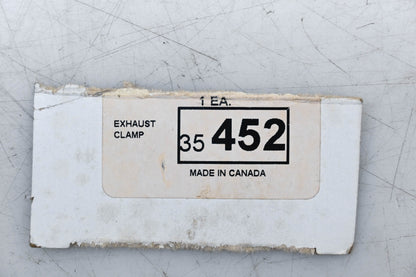 1 EA.
EXHAUST
CLAMP
35 452
MADE IN CANADA